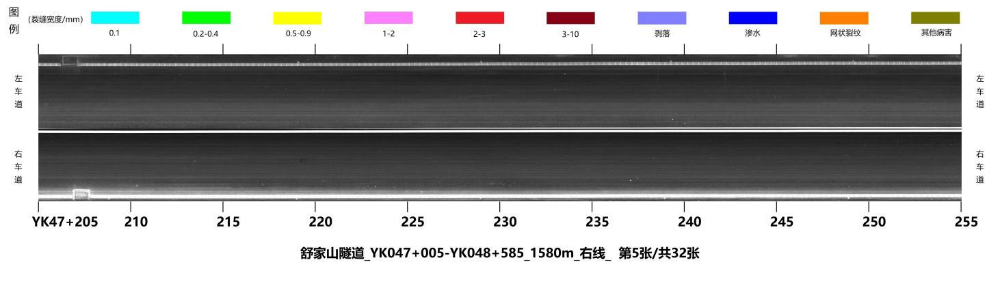 图例
(裂缝宽度/mm)
0.1 0.2-0.4 0.5-0.9 1-2 2-3 3-10 剥落 渗水 网状裂纹 其他病害
左车道 左车道
右车道 右车道
YK47+205 210 215 220 225 230 235 240 245 250 255
舒家山隧道_YK047+005-YK048+585_1580m_右线_ 第5张/共32张